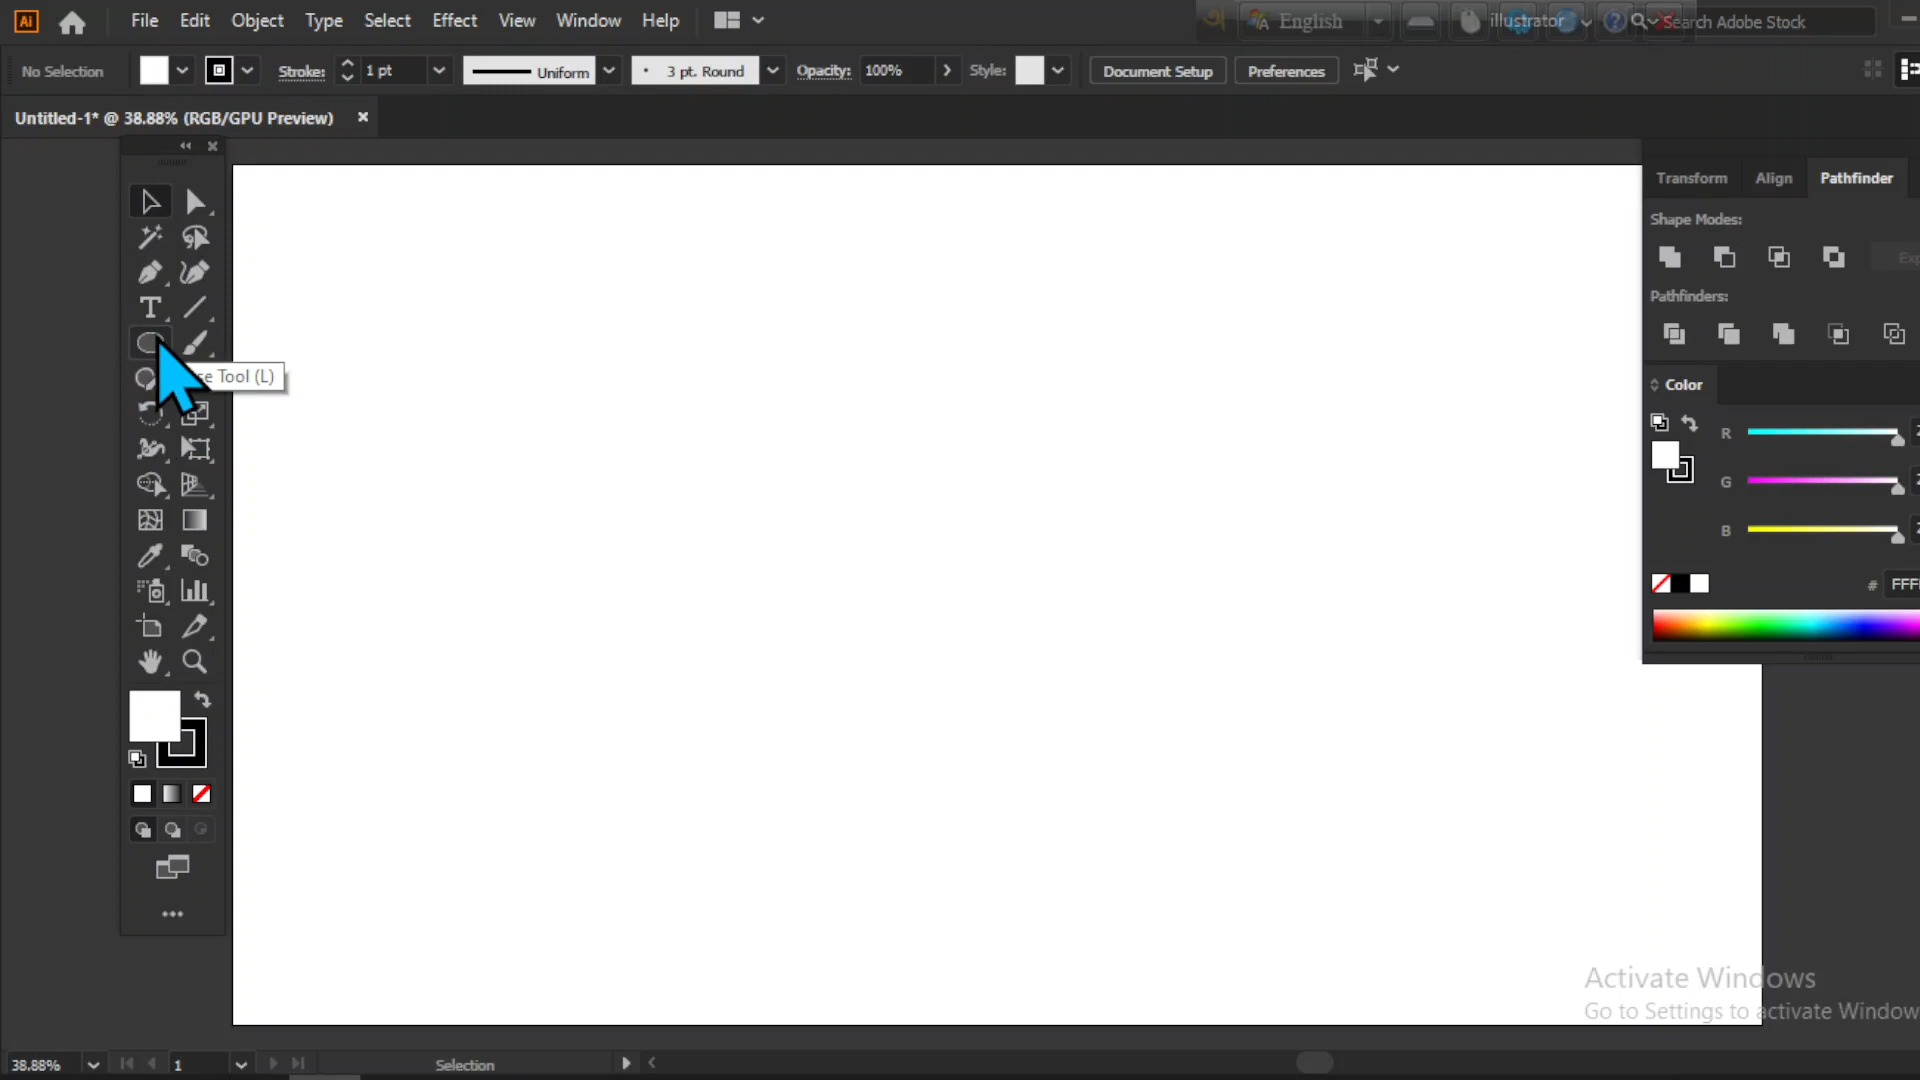 Ai File Edit Object Type Select Effect View Window Help English illustrator Search Adobe Stock
No Selection Stroke: 1 pt Uniform 3 pt. Round Opacity: 100% Style: Document Setup Preferences
Untitled-1* @ 38.88% (RGB/GPU Preview)
Transform Align Pathfinder
Shape Modes:
Pathfinders:
Tool (L)
Color
R
G
B
#
Activate Windows
Go to Settings to activate
38.88% 1 Selection